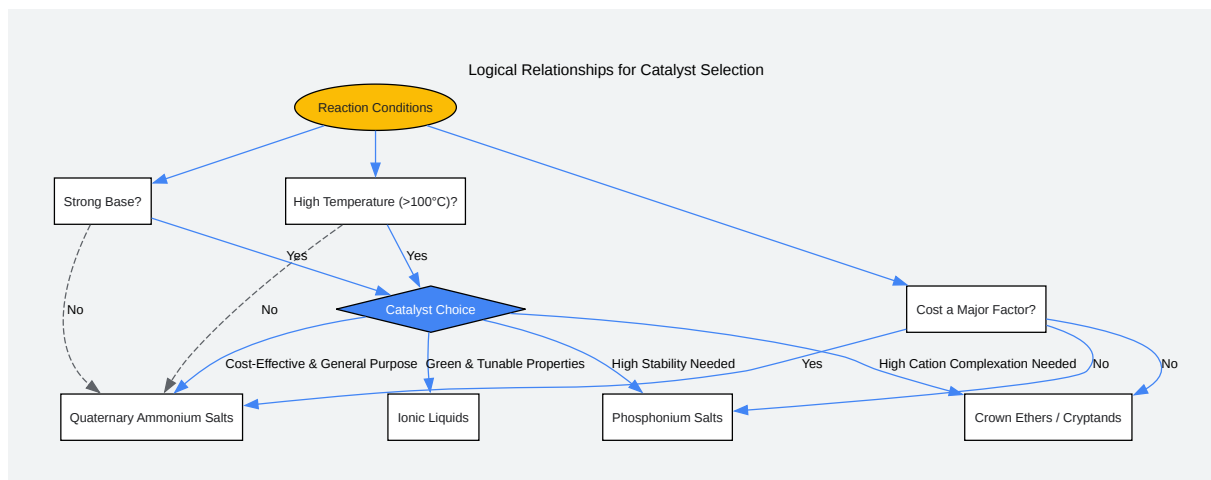 Logical Relationships for Catalyst Selection
Reaction Conditions
Strong Base?
High Temperature (>100°C)?
Yes
Yes
No
No
Catalyst Choice
Cost a Major Factor?
Cost-Effective & General Purpose
Green & Tunable Properties
High Stability Needed
Yes
High Cation Complexation Needed
No
No
Quaternary Ammonium Salts
Ionic Liquids
Phosphonium Salts
Crown Ethers / Cryptands